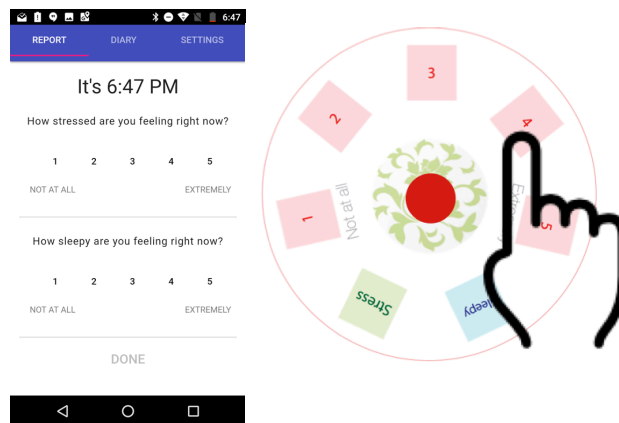 6:47
REPORT DIARY SETTINGS
It's 6:47 PM
How stressed are you feeling right now?
1 2 3 4 5
NOT AT ALL EXTREMELY
How sleepy are you feeling right now?
1 2 3 4 5
NOT AT ALL EXTREMELY
DONE
1
2
3
4
5
Not at all
Stress